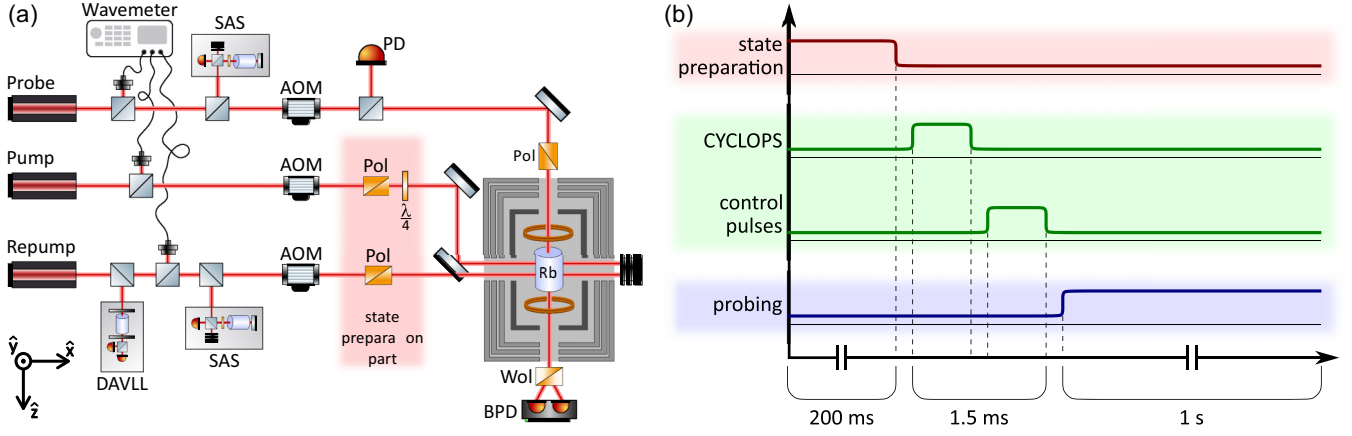 (a)
Wavemeter
SAS
PD
Probe
AOM
Pol
Pump
AOM
Pol
λ
4
Repump
AOM
Pol
Rb
state
prepara on
part
SAS
DAVLL
ŷ
x̂
ẑ
Wol
BPD
(b)
state
preparation
CYCLOPS
control
pulses
probing
200 ms
1.5 ms
1 s